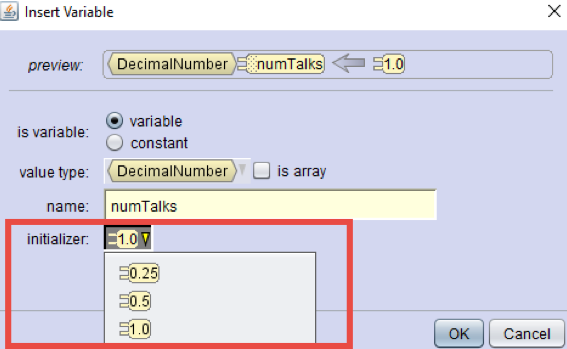 Insert Variable
preview: DecimalNumber numTalks 1.0
is variable: variable
constant
value type: DecimalNumber is array
name: numTalks
initializer: 1.0
0.25
0.5
1.0
OK Cancel